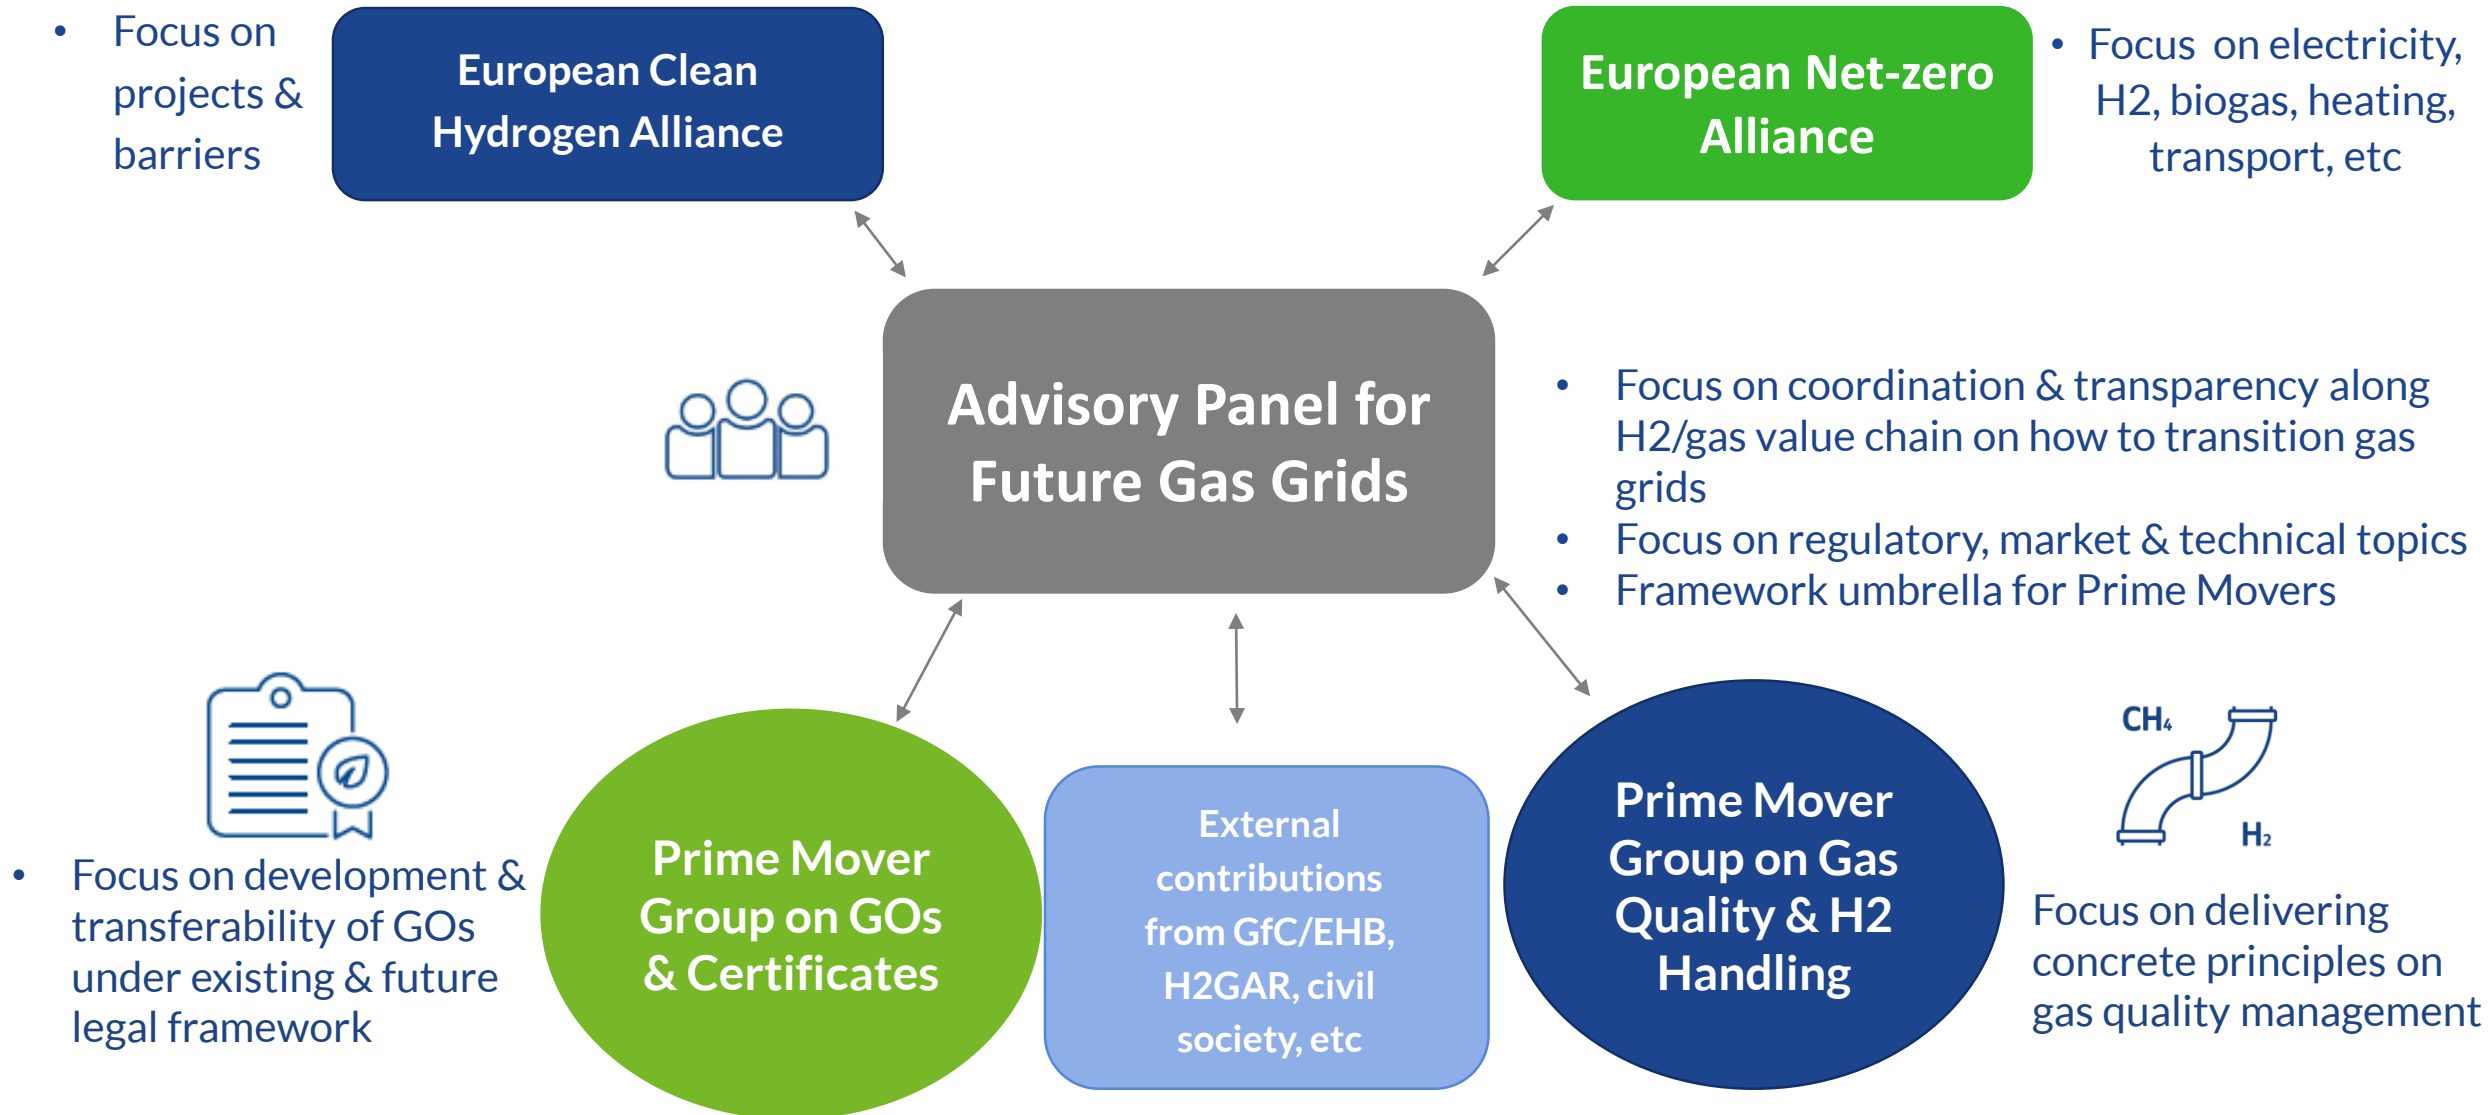 • Focus on
projects &
barriers
European Clean
Hydrogen Alliance
European Net-zero
Alliance
• Focus on electricity,
H2, biogas, heating,
transport, etc
Advisory Panel for
Future Gas Grids
• Focus on coordination & transparency along
H2/gas value chain on how to transition gas
grids
• Focus on regulatory, market & technical topics
• Framework umbrella for Prime Movers
• Focus on development &
transferability of GOs
under existing & future
legal framework
Prime Mover
Group on GOs
& Certificates
External
contributions
from GfC/EHB,
H2GAR, civil
society, etc
Prime Mover
Group on Gas
Quality & H2
Handling
CH₄
H₂
Focus on delivering
concrete principles on
gas quality management